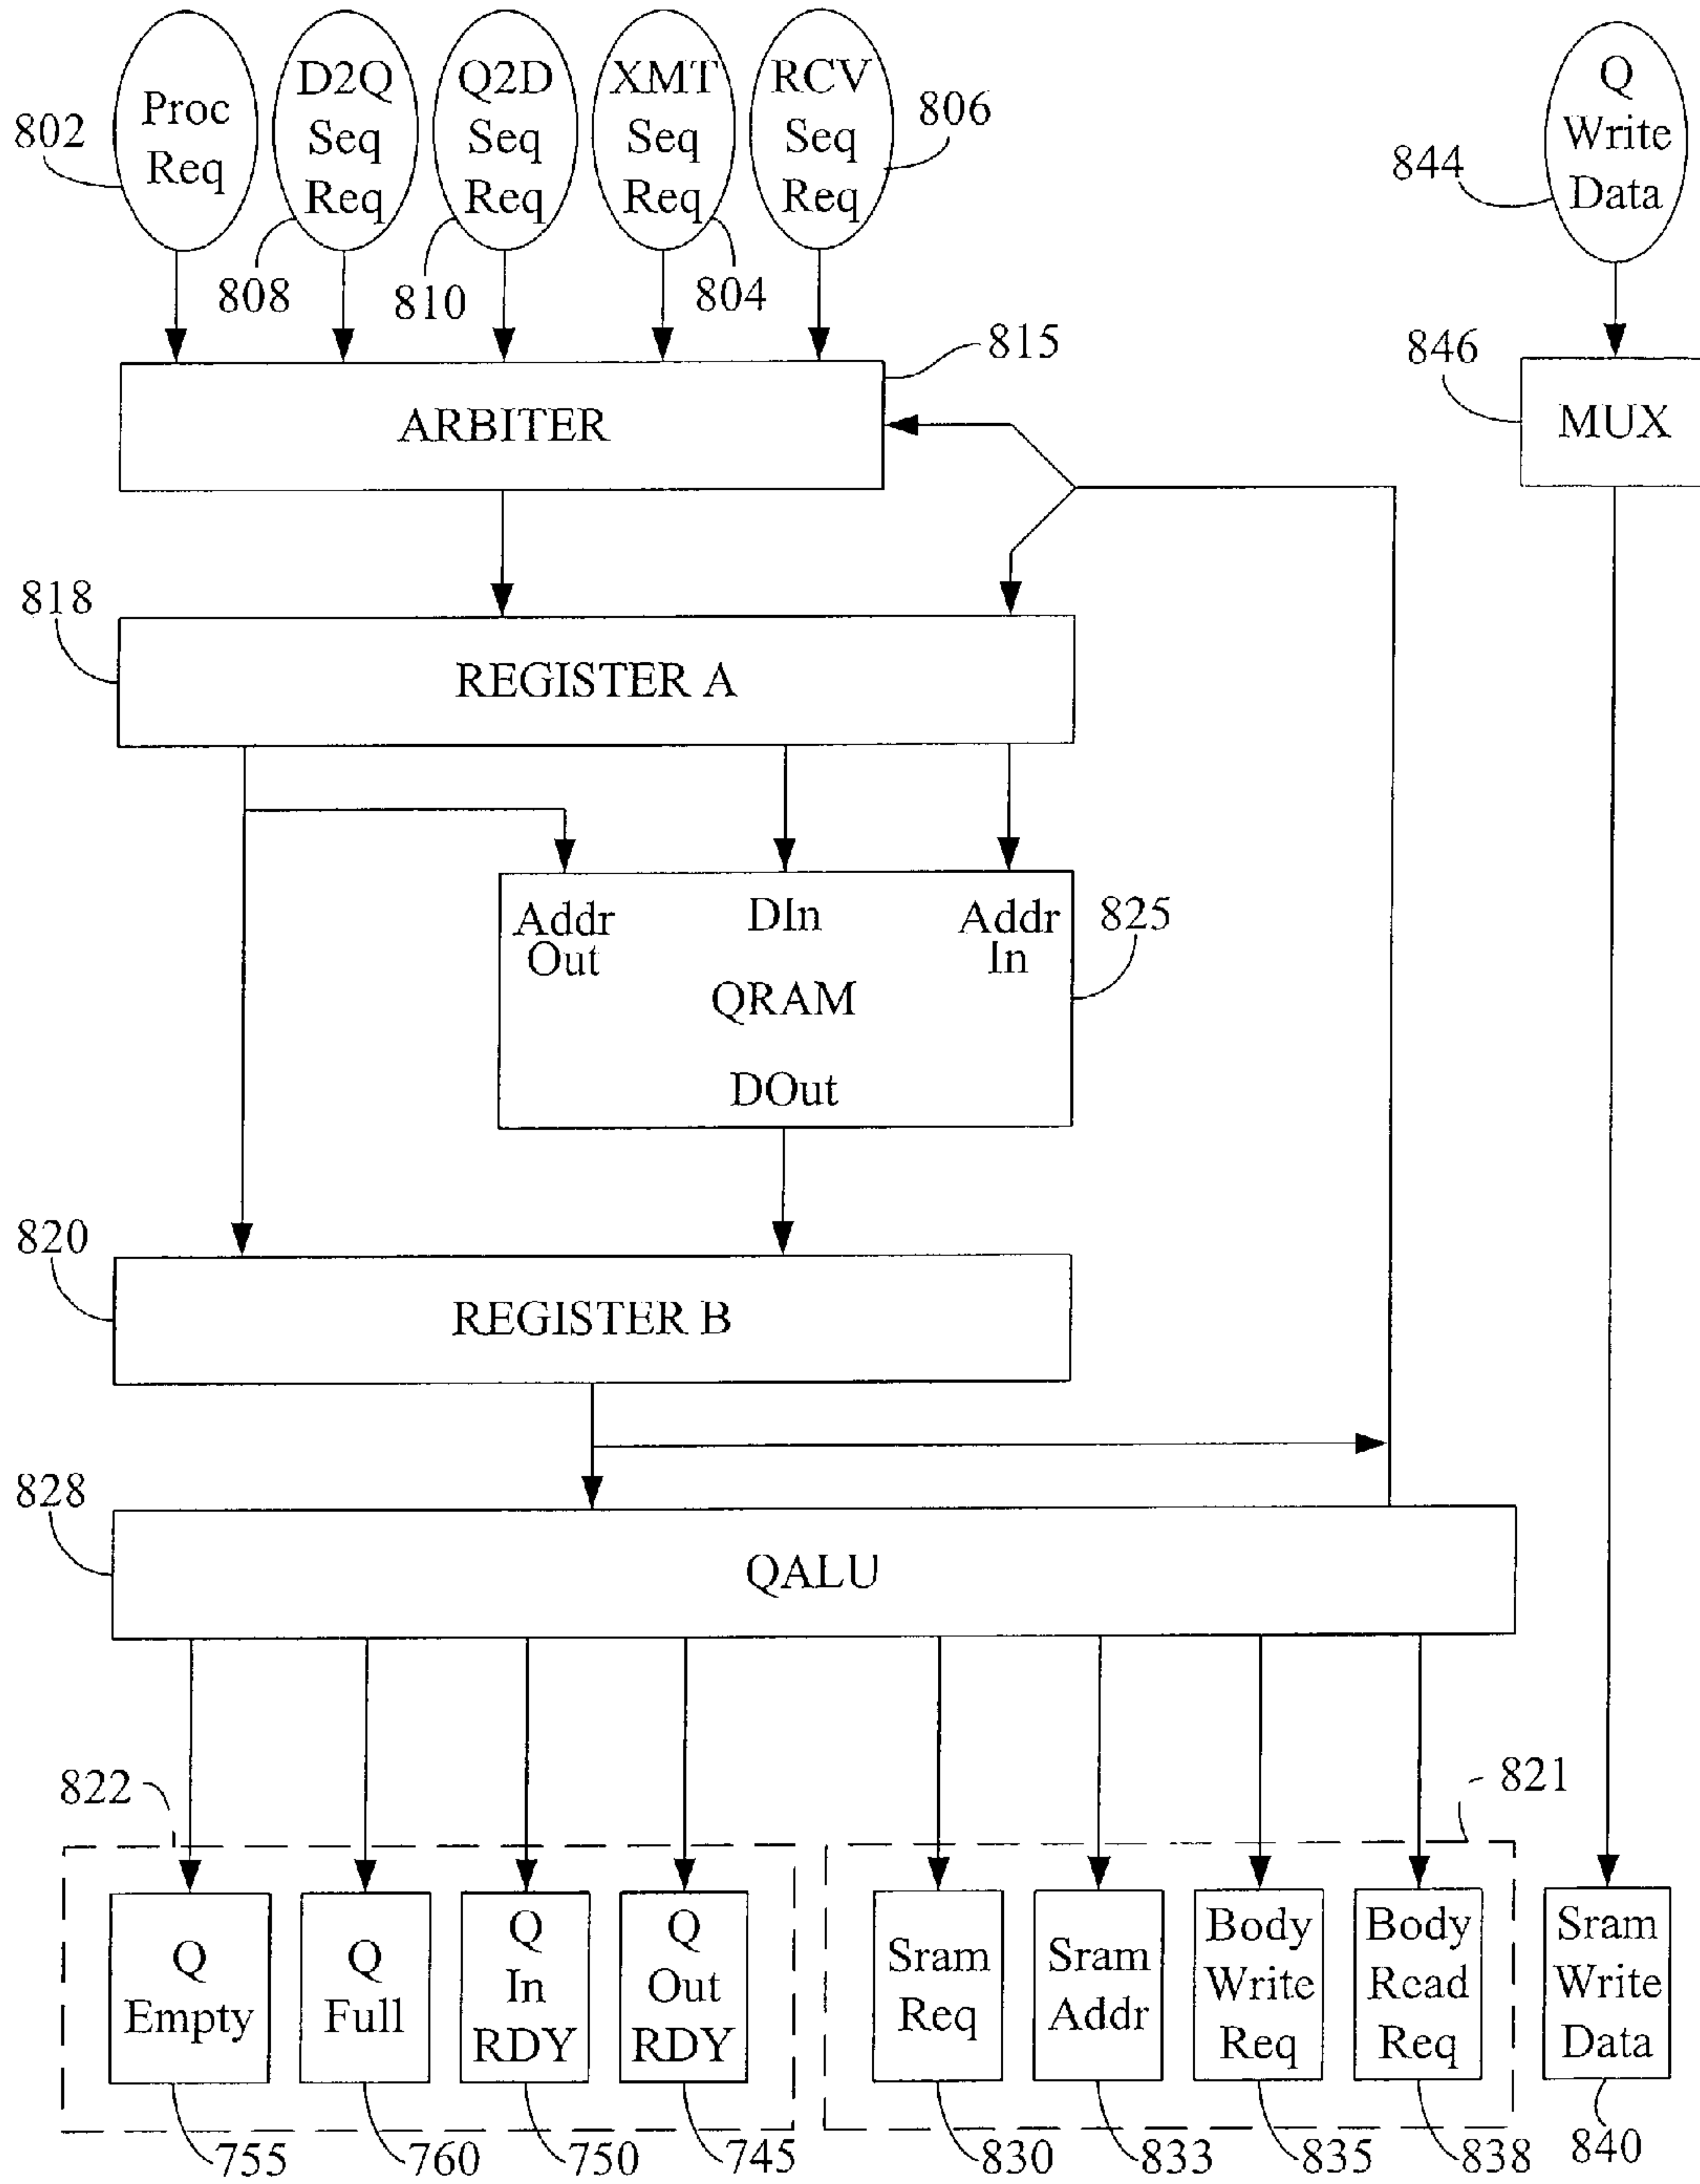 Proc
Req
D2Q
Seq
Req
Q2D
Seq
Req
XMT
Seq
Req
RCV
Seq
Req
Q
Write
Data
802
808
810
804
806
844
815
ARBITER
846
MUX
818
REGISTER A
Addr
Out
DIn
Addr
In
825
QRAM
DOut
820
REGISTER B
828
QALU
822
821
Q
Empty
Q
Full
Q
In
RDY
Q
Out
RDY
Sram
Req
Sram
Addr
Body
Write
Req
Body
Read
Req
Sram
Write
Data
755
760
750
745
830
833
835
838
840